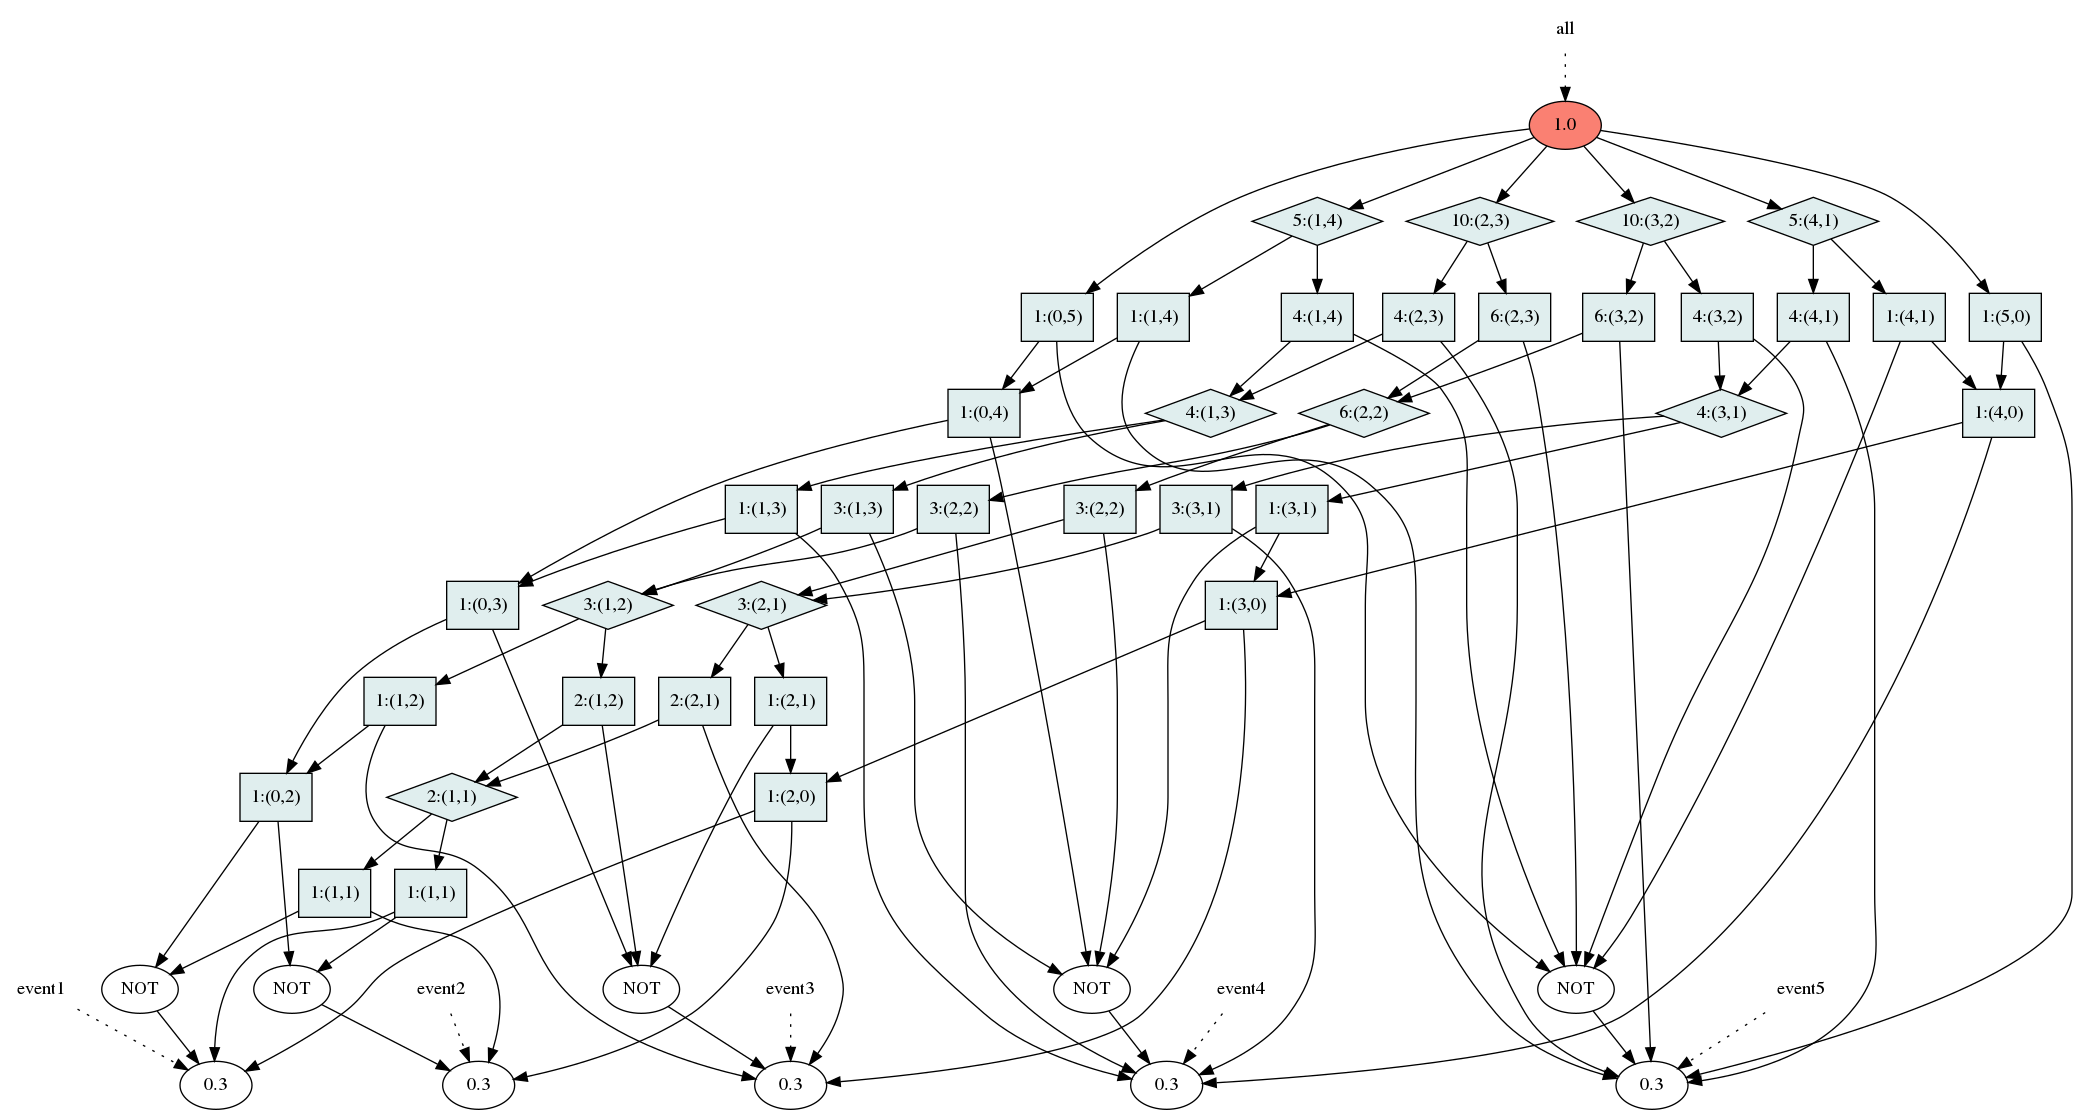 all
1.0
5:(1,4) 10:(2,3) 10:(3,2) 5:(4,1)
1:(0,5) 1:(1,4) 4:(1,4) 4:(2,3) 6:(2,3) 6:(3,2) 4:(3,2) 4:(4,1) 1:(4,1) 1:(5,0)
1:(0,4) 4:(1,3) 6:(2,2) 4:(3,1) 1:(4,0)
1:(1,3) 3:(1,3) 3:(2,2) 3:(2,2) 3:(3,1) 1:(3,1)
1:(0,3) 3:(1,2) 3:(2,1) 1:(3,0)
1:(1,2) 2:(1,2) 2:(2,1) 1:(2,1)
1:(0,2) 2:(1,1) 1:(2,0)
1:(1,1) 1:(1,1)
event1 NOT NOT event2 NOT event3 NOT event4 NOT event5
0.3 0.3 0.3 0.3 0.3